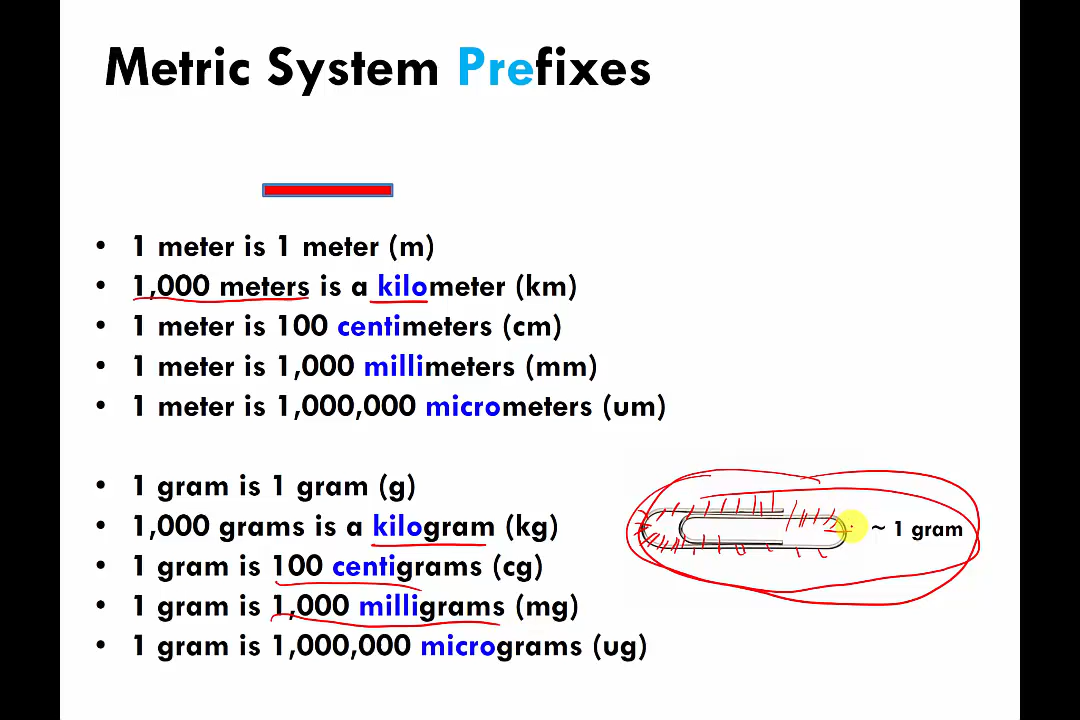 Metric System Prefixes
• 1 meter is 1 meter (m)
• 1,000 meters is a kilometer (km)
• 1 meter is 100 centimeters (cm)
• 1 meter is 1,000 millimeters (mm)
• 1 meter is 1,000,000 micrometers (um)
• 1 gram is 1 gram (g)
• 1,000 grams is a kilogram (kg)
• 1 gram is 100 centigrams (cg)
• 1 gram is 1,000 milligrams (mg)
• 1 gram is 1,000,000 micrograms (ug)
~ 1 gram